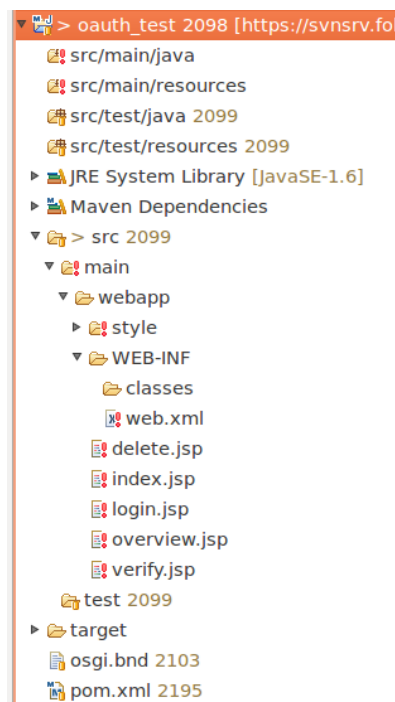 > oauth_test 2098 [https://svnsrv.fo
src/main/java
src/main/resources
src/test/java 2099
src/test/resources 2099
JRE System Library [JavaSE-1.6]
Maven Dependencies
> src 2099
main
webapp
style
WEB-INF
classes
web.xml
delete.jsp
index.jsp
login.jsp
overview.jsp
verify.jsp
test 2099
target
osgi.bnd 2103
pom.xml 2195